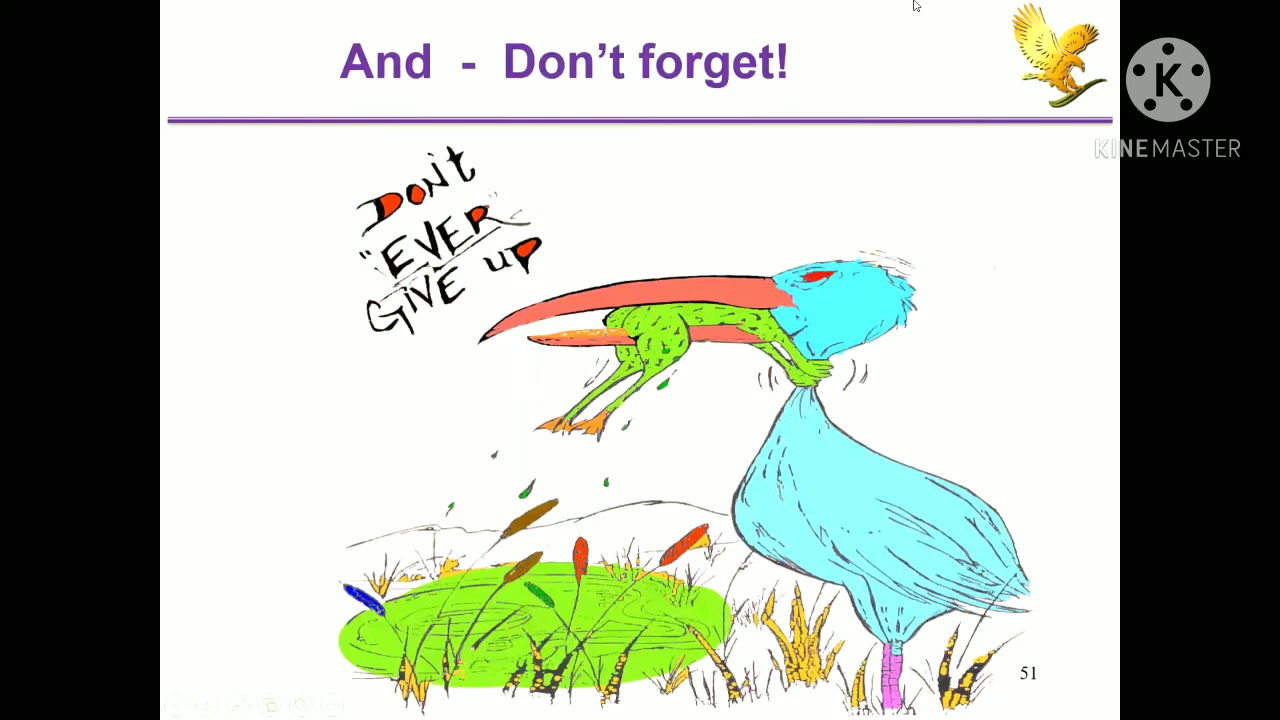 And - Don't forget!
K
KINEMASTER
Don't
"EVER"
GiVE uP
51